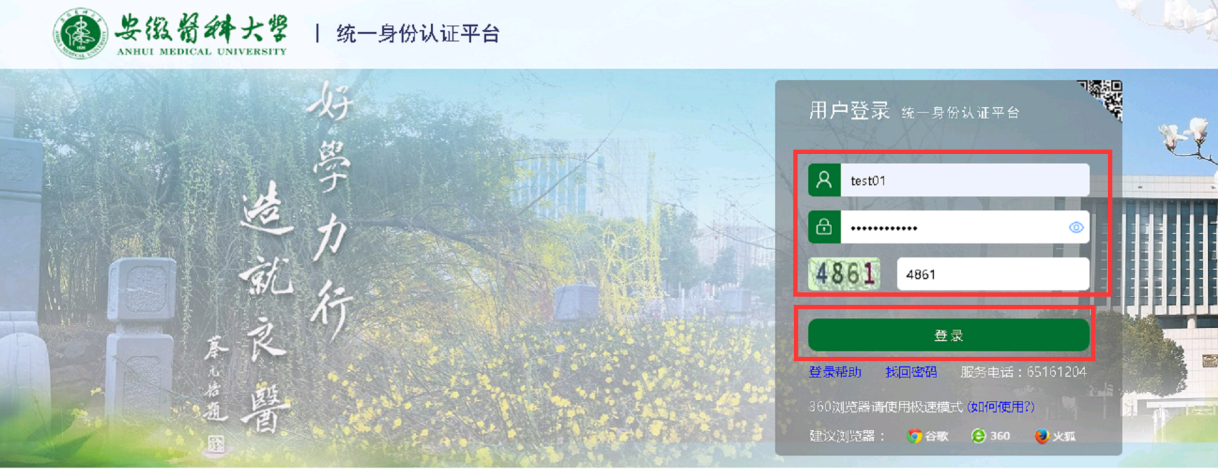 安徽醫科大學
ANHUI MEDICAL UNIVERSITY
统一身份认证平台
好學力行
造就良醫
蔡元培題
用户登录 统一身份认证平台
test01
••••••••••••
4861 4861
登录
登录帮助 找回密码 服务电话：65161204
360浏览器请使用极速模式 (如何使用?)
建议浏览器： 谷歌 360 火狐